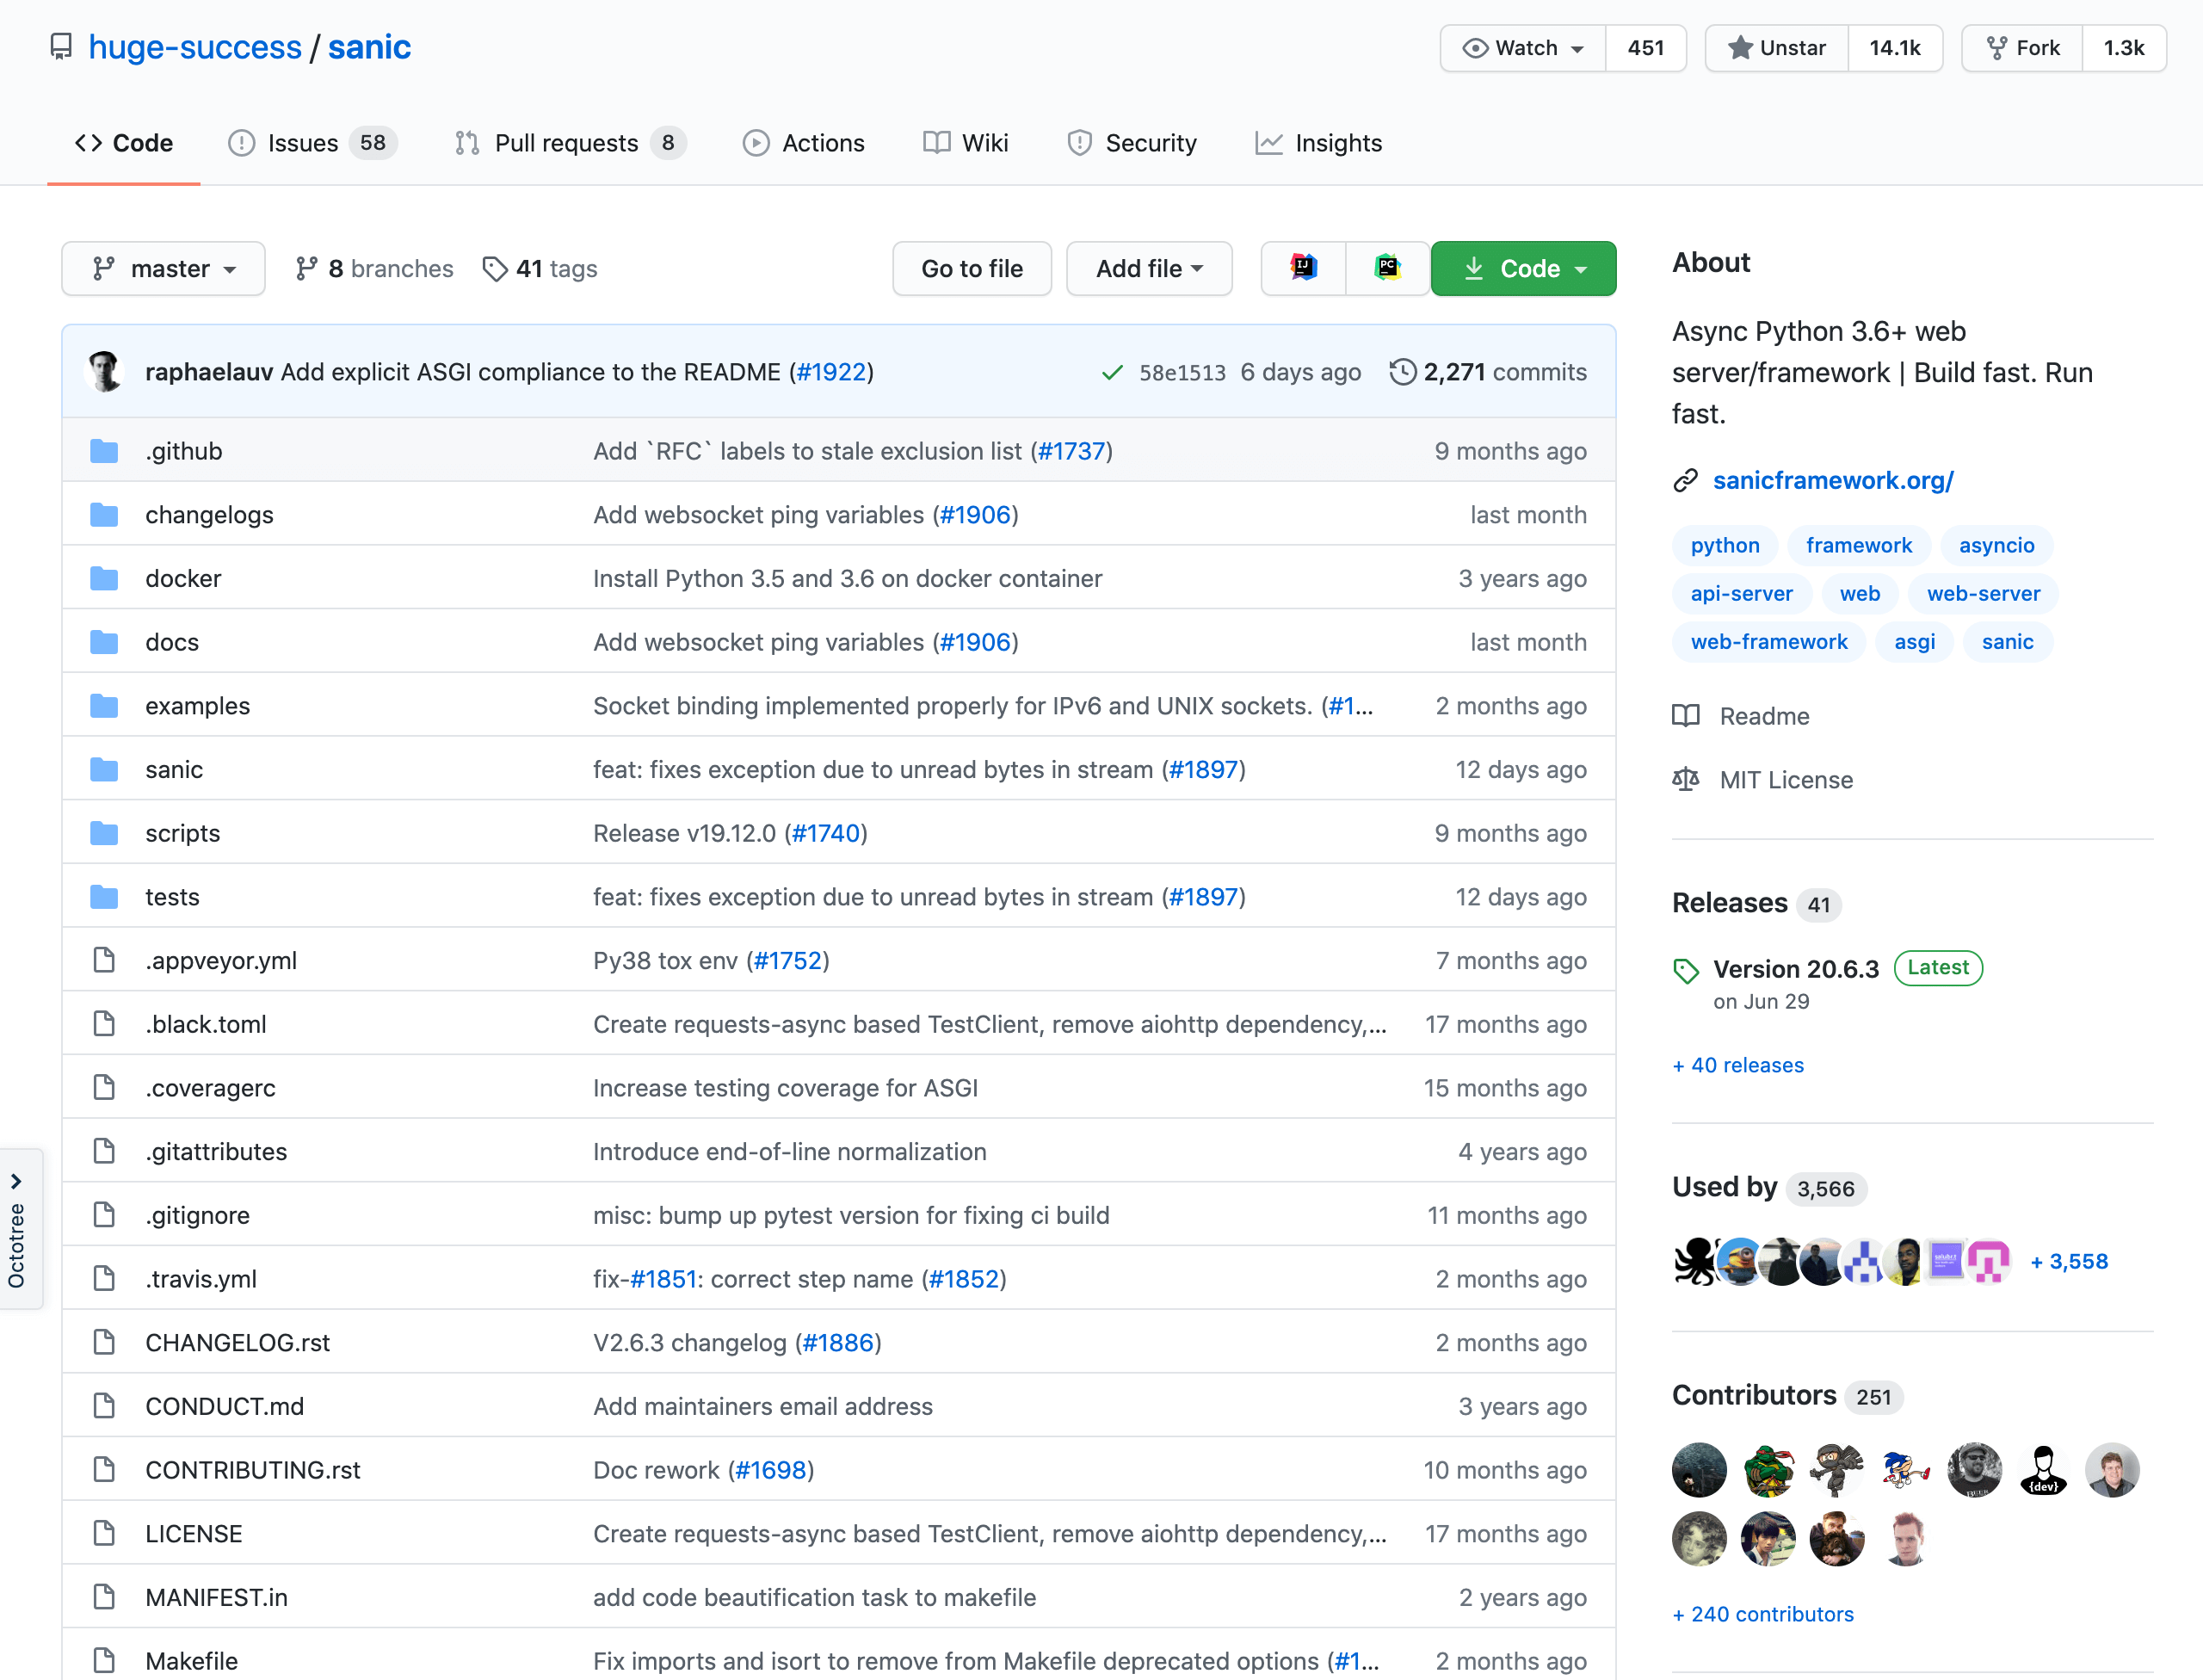 huge-success / sanic
Watch 451 Unstar 14.1k Fork 1.3k
Code Issues 58 Pull requests 8 Actions Wiki Security Insights
master 8 branches 41 tags Go to file Add file IJ PC Code
raphaelauv Add explicit ASGI compliance to the README (#1922) 58e1513 6 days ago 2,271 commits
.github Add `RFC` labels to stale exclusion list (#1737) 9 months ago
changelogs Add websocket ping variables (#1906) last month
docker Install Python 3.5 and 3.6 on docker container 3 years ago
docs Add websocket ping variables (#1906) last month
examples Socket binding implemented properly for IPv6 and UNIX sockets. (#1... 2 months ago
sanic feat: fixes exception due to unread bytes in stream (#1897) 12 days ago
scripts Release v19.12.0 (#1740) 9 months ago
tests feat: fixes exception due to unread bytes in stream (#1897) 12 days ago
.appveyor.yml Py38 tox env (#1752) 7 months ago
.black.toml Create requests-async based TestClient, remove aiohttp dependency,... 17 months ago
.coveragerc Increase testing coverage for ASGI 15 months ago
.gitattributes Introduce end-of-line normalization 4 years ago
.gitignore misc: bump up pytest version for fixing ci build 11 months ago
.travis.yml fix-#1851: correct step name (#1852) 2 months ago
CHANGELOG.rst V2.6.3 changelog (#1886) 2 months ago
CONDUCT.md Add maintainers email address 3 years ago
CONTRIBUTING.rst Doc rework (#1698) 10 months ago
LICENSE Create requests-async based TestClient, remove aiohttp dependency,... 17 months ago
MANIFEST.in add code beautification task to makefile 2 years ago
Makefile Fix imports and isort to remove from Makefile deprecated options (#1... 2 months ago
Octotree
About
Async Python 3.6+ web
server/framework | Build fast. Run
fast.
sanicframework.org/
python framework asyncio
api-server web web-server
web-framework asgi sanic
Readme
MIT License
Releases 41
Version 20.6.3 Latest
on Jun 29
+ 40 releases
Used by 3,566
+ 3,558
Contributors 251
{dev}
+ 240 contributors